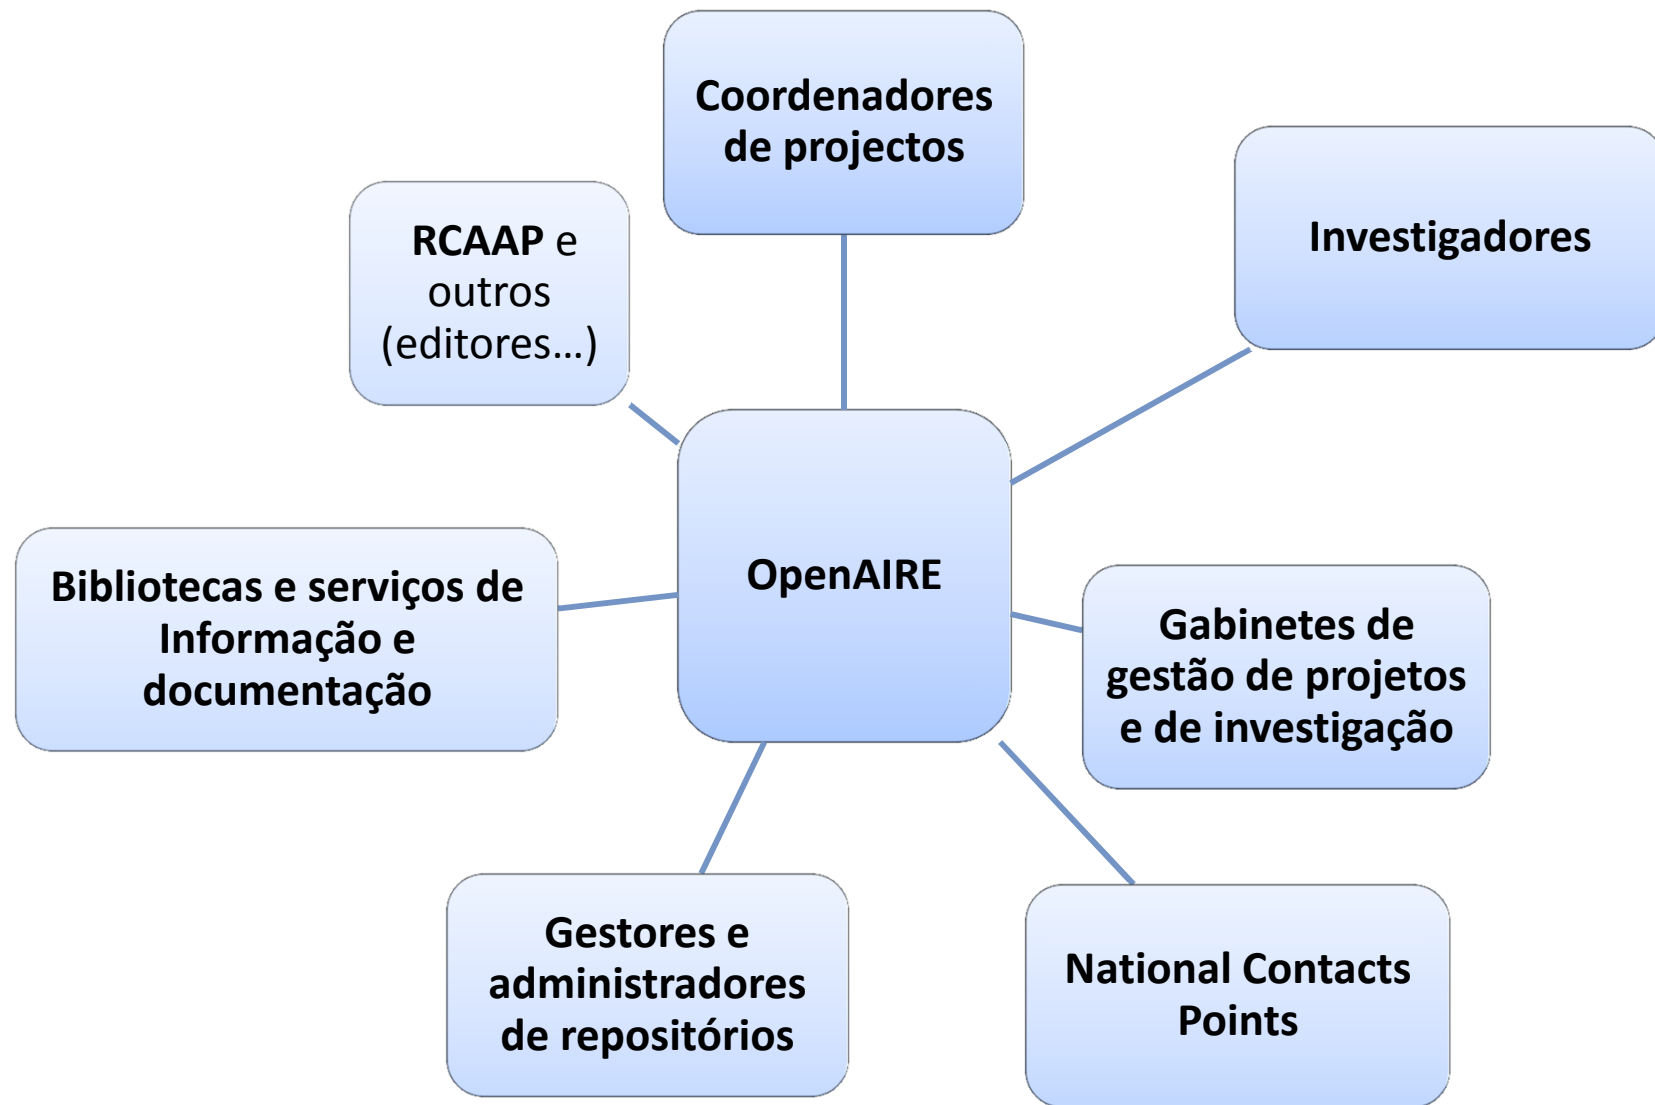 Coordenadores
de projectos
Investigadores
RCAAP e
outros
(editores...)
OpenAIRE
Bibliotecas e serviços de
Informação e
documentação
Gabinetes de
gestão de projetos
e de investigação
Gestores e
administradores
de repositórios
National Contacts
Points